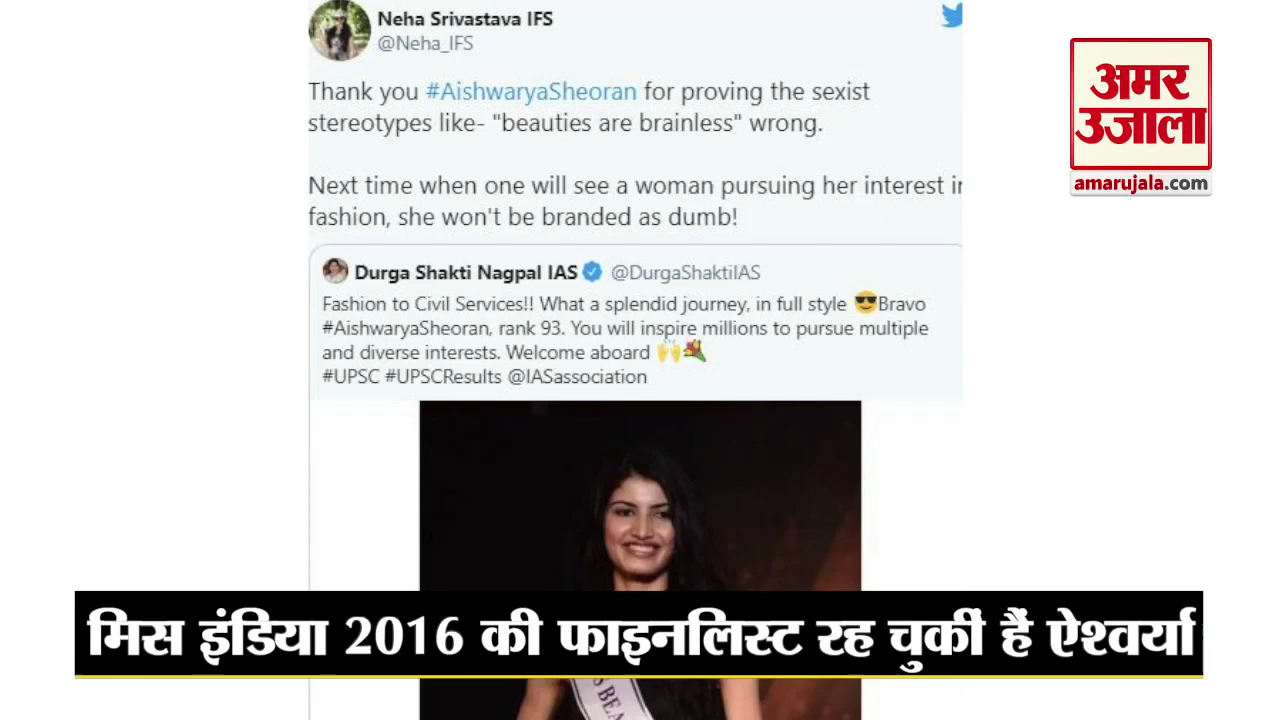 Neha Srivastava IFS
@Neha_IFS
Thank you #AishwaryaSheoran for proving the sexist
stereotypes like- "beauties are brainless" wrong.
Next time when one will see a woman pursuing her interest in
fashion, she won't be branded as dumb!
Durga Shakti Nagpal IAS @DurgaShaktiIAS
Fashion to Civil Services!! What a splendid journey, in full style 😎Bravo
#AishwaryaSheoran, rank 93. You will inspire millions to pursue multiple
and diverse interests. Welcome aboard 🙌💐
#UPSC #UPSCResults @IASassociation
अमर
उजाला
amarujala.com
BEA
मिस इंडिया 2016 की फाइनलिस्ट रह चुकीं हैं ऐश्वर्या